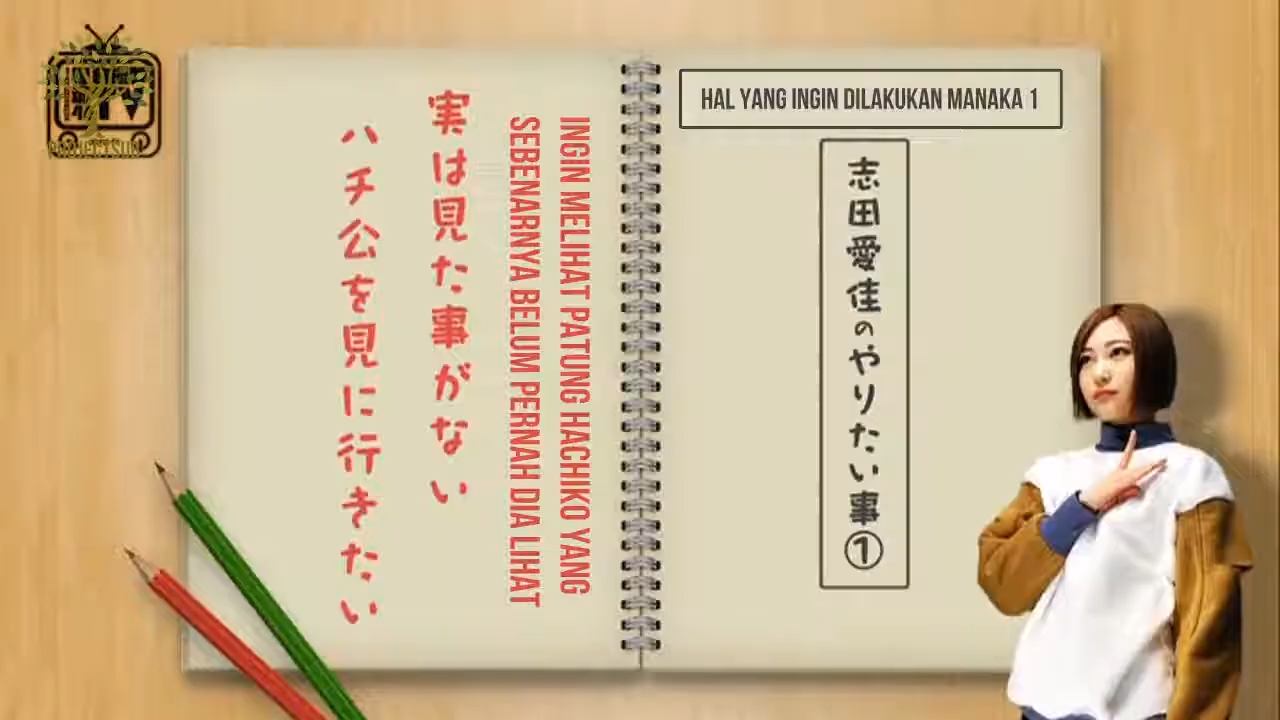 HAL YANG INGIN DILAKUKAN MANAKA 1
志田愛佳のやりたい事①
INGIN MELIHAT PATUNG HACHIKO YANG
SEBENARNYA BELUM PERNAH DIA LIHAT
実は見た事がない
ハチ公を見に行きたい
TV